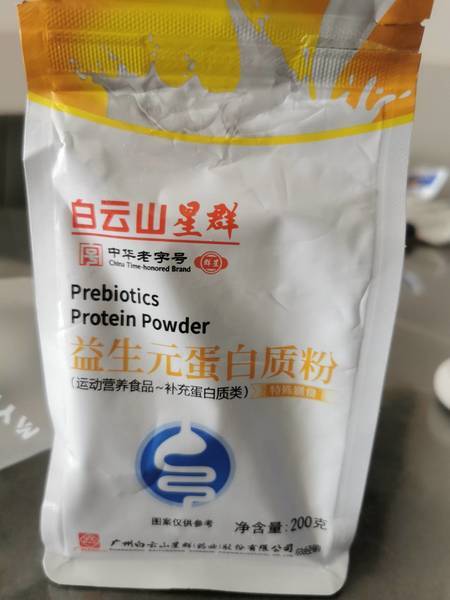 白云山星群
中华老字号
China Time-honored Brand
群星
Prebiotics
Protein Powder
益生元蛋白质粉
(运动营养食品~补充蛋白质类)
特殊膳食
图案仅供参考
净含量:200克
广州白云山星群(药业)股份有限公司